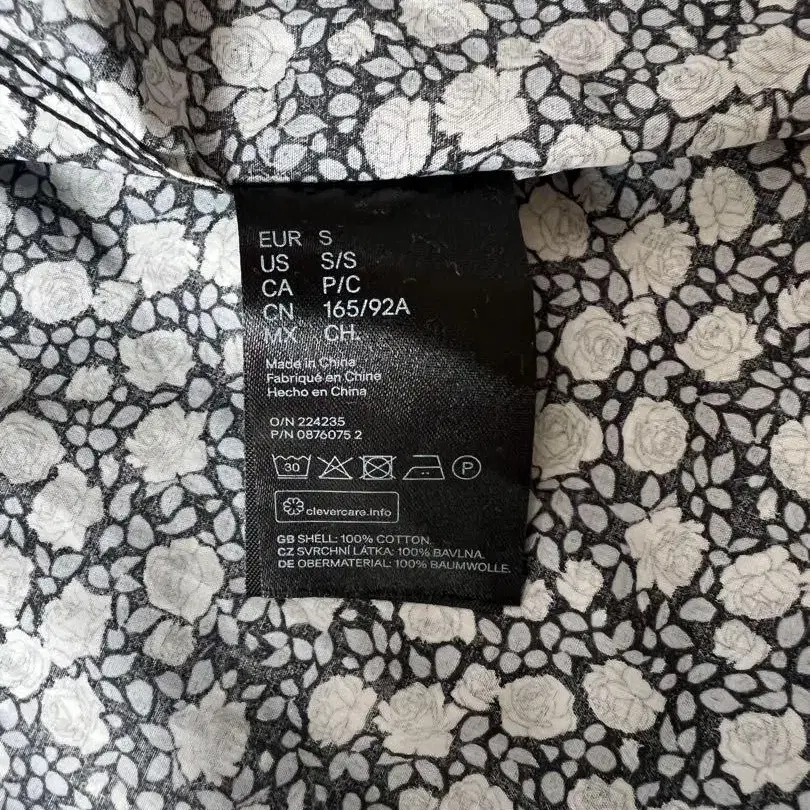 EUR S
US S/S
CA P/C
CN 165/92A
MX CH.
Made in China
Fabriqué en Chine
Hecho en China
O/N 224235
P/N 0876075 2
30 P
clevercare.info
GB SHELL: 100% COTTON.
CZ SVRCHNÍ LÁTKA: 100% BAVLNA.
DE OBERMATERIAL: 100% BAUMWOLLE.